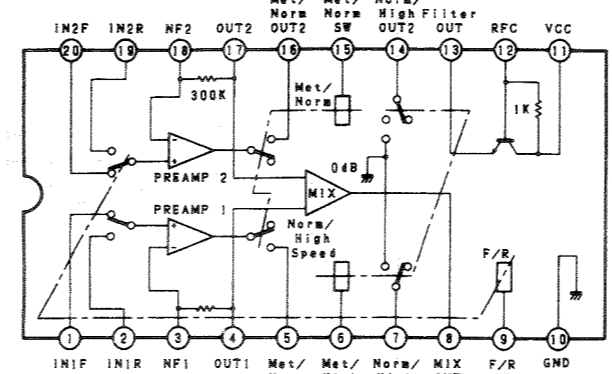 Met/ Met/ Norm/
Norm Norm High Filter
IN2F IN2R NF2 OUT2 OUT2 SW OUT2 OUT RFC VCC
20 19 18 17 16 15 14 13 12 11
300K
Met/
Norm
1K
- +
PREAMP 2
0dB
MIX
PREAMP 1
+ -
Norm/
High
Speed
F/R
1 2 3 4 5 6 7 8 9 10
IN1F IN1R NF1 OUT1 Met/ Met/ Norm/ MIX F/R GND